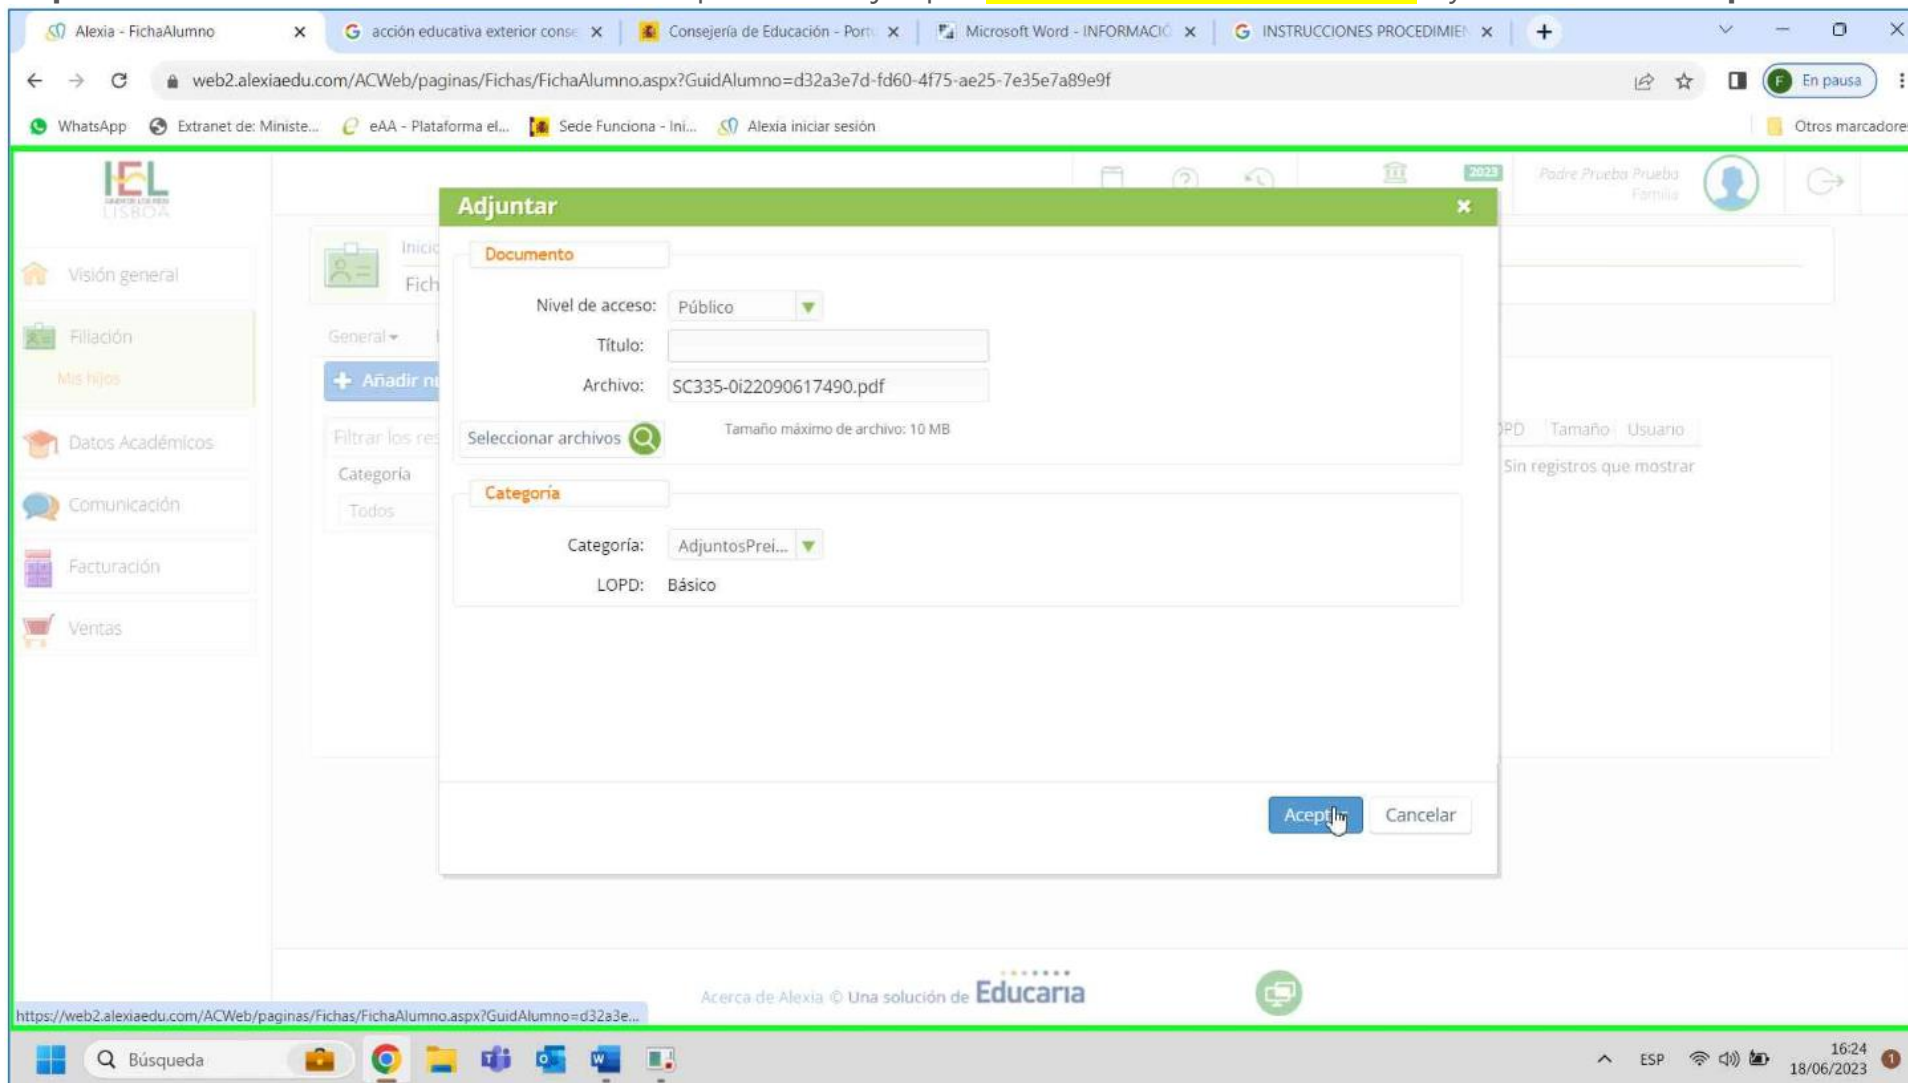 Alexia - FichaAlumno
acción educativa exterior conse
Consejería de Educación - Port
Microsoft Word - INFORMACIÓ
INSTRUCCIONES PROCEDIMIEN
web2.alexiaedu.com/ACWeb/paginas/Fichas/FichaAlumno.aspx?GuidAlumno=d32a3e7d-fd60-4f75-ae25-7e35e7a89e9f
F En pausa
WhatsApp Extranet de: Ministe... eAA - Plataforma el... Sede Funciona - Ini... Alexia iniciar sesión Otros marcadores
IEL
LISBOA
2023
Padre Prueba Prueba
Familia
Adjuntar
Inicio
Fich
Visión general
Filiación
Mis hijos
Datos Académicos
Comunicación
Facturación
Ventas
General
+ Añadir nu
Filtrar los res
Categoría
Todos
Documento
Nivel de acceso: Público
Título:
Archivo: SC335-0i22090617490.pdf
Seleccionar archivos Tamaño máximo de archivo: 10 MB
Categoría
Categoría: AdjuntosPrei...
LOPD: Básico
OPD Tamaño Usuario
Sin registros que mostrar
Aceptar Cancelar
Acerca de Alexia © Una solución de Educaria
https://web2.alexiaedu.com/ACWeb/paginas/Fichas/FichaAlumno.aspx?GuidAlumno=d32a3e...
Búsqueda
ESP
16:24
18/06/2023
1